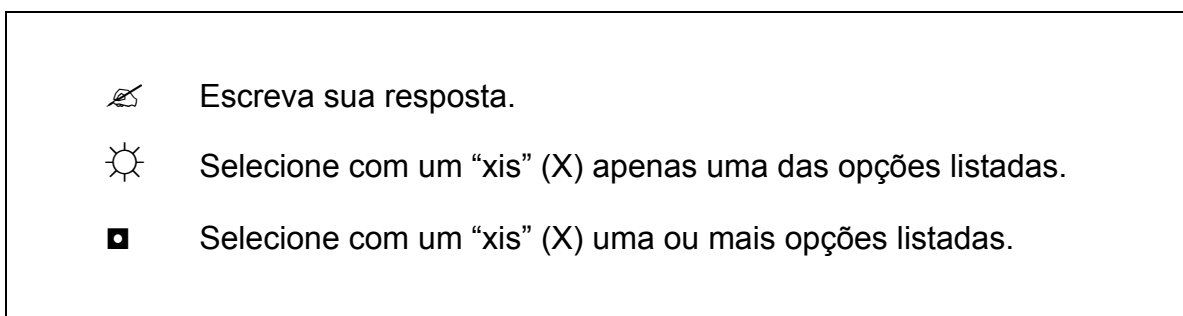 ✍ Escreva sua resposta.
☼ Selecione com um “xis” (X) apenas uma das opções listadas.
◘ Selecione com um “xis” (X) uma ou mais opções listadas.